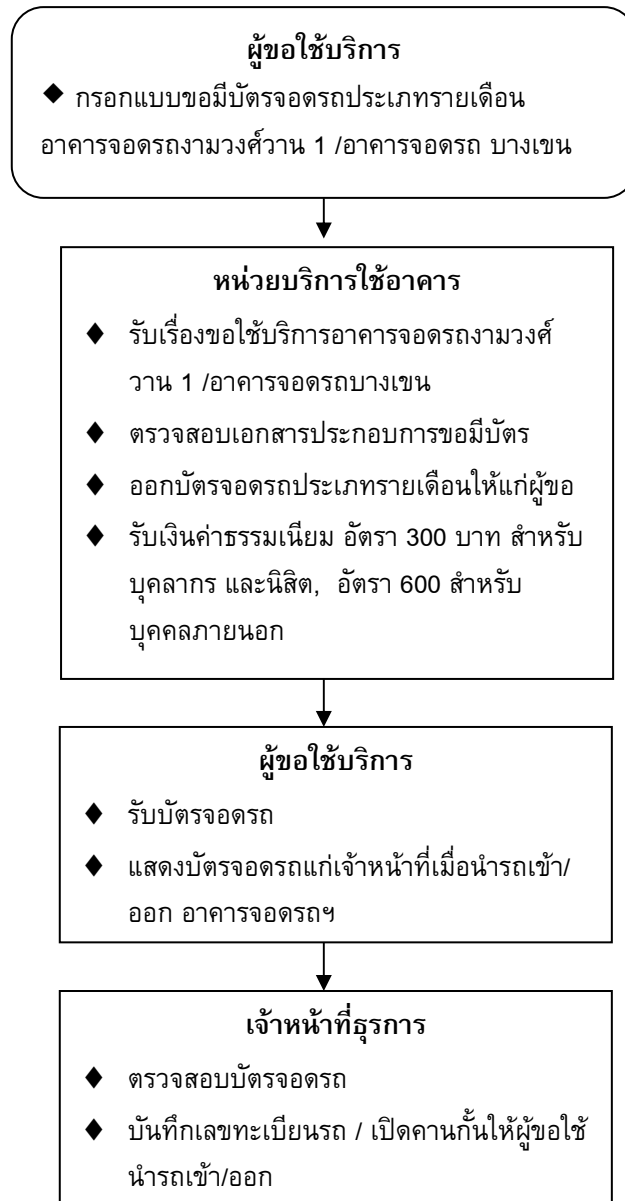 ผู้ขอใช้บริการ
◆ กรอกแบบขอมีบัตรจอดรถประเภทรายเดือน
อาคารจอดรถงามวงศ์วาน 1 /อาคารจอดรถ บางเขน
หน่วยบริการใช้อาคาร
◆ รับเรื่องขอใช้บริการอาคารจอดรถงามวงศ์
วาน 1 /อาคารจอดรถบางเขน
◆ ตรวจสอบเอกสารประกอบการขอมีบัตร
◆ ออกบัตรจอดรถประเภทรายเดือนให้แก่ผู้ขอ
◆ รับเงินค่าธรรมเนียม อัตรา 300 บาท สำหรับ
บุคลากร และนิสิต, อัตรา 600 สำหรับ
บุคคลภายนอก
ผู้ขอใช้บริการ
◆ รับบัตรจอดรถ
◆ แสดงบัตรจอดรถแก่เจ้าหน้าที่เมื่อนำรถเข้า/
ออก อาคารจอดรถฯ
เจ้าหน้าที่ธุรการ
◆ ตรวจสอบบัตรจอดรถ
◆ บันทึกเลขทะเบียนรถ / เปิดคานกั้นให้ผู้ขอใช้
นำรถเข้า/ออก